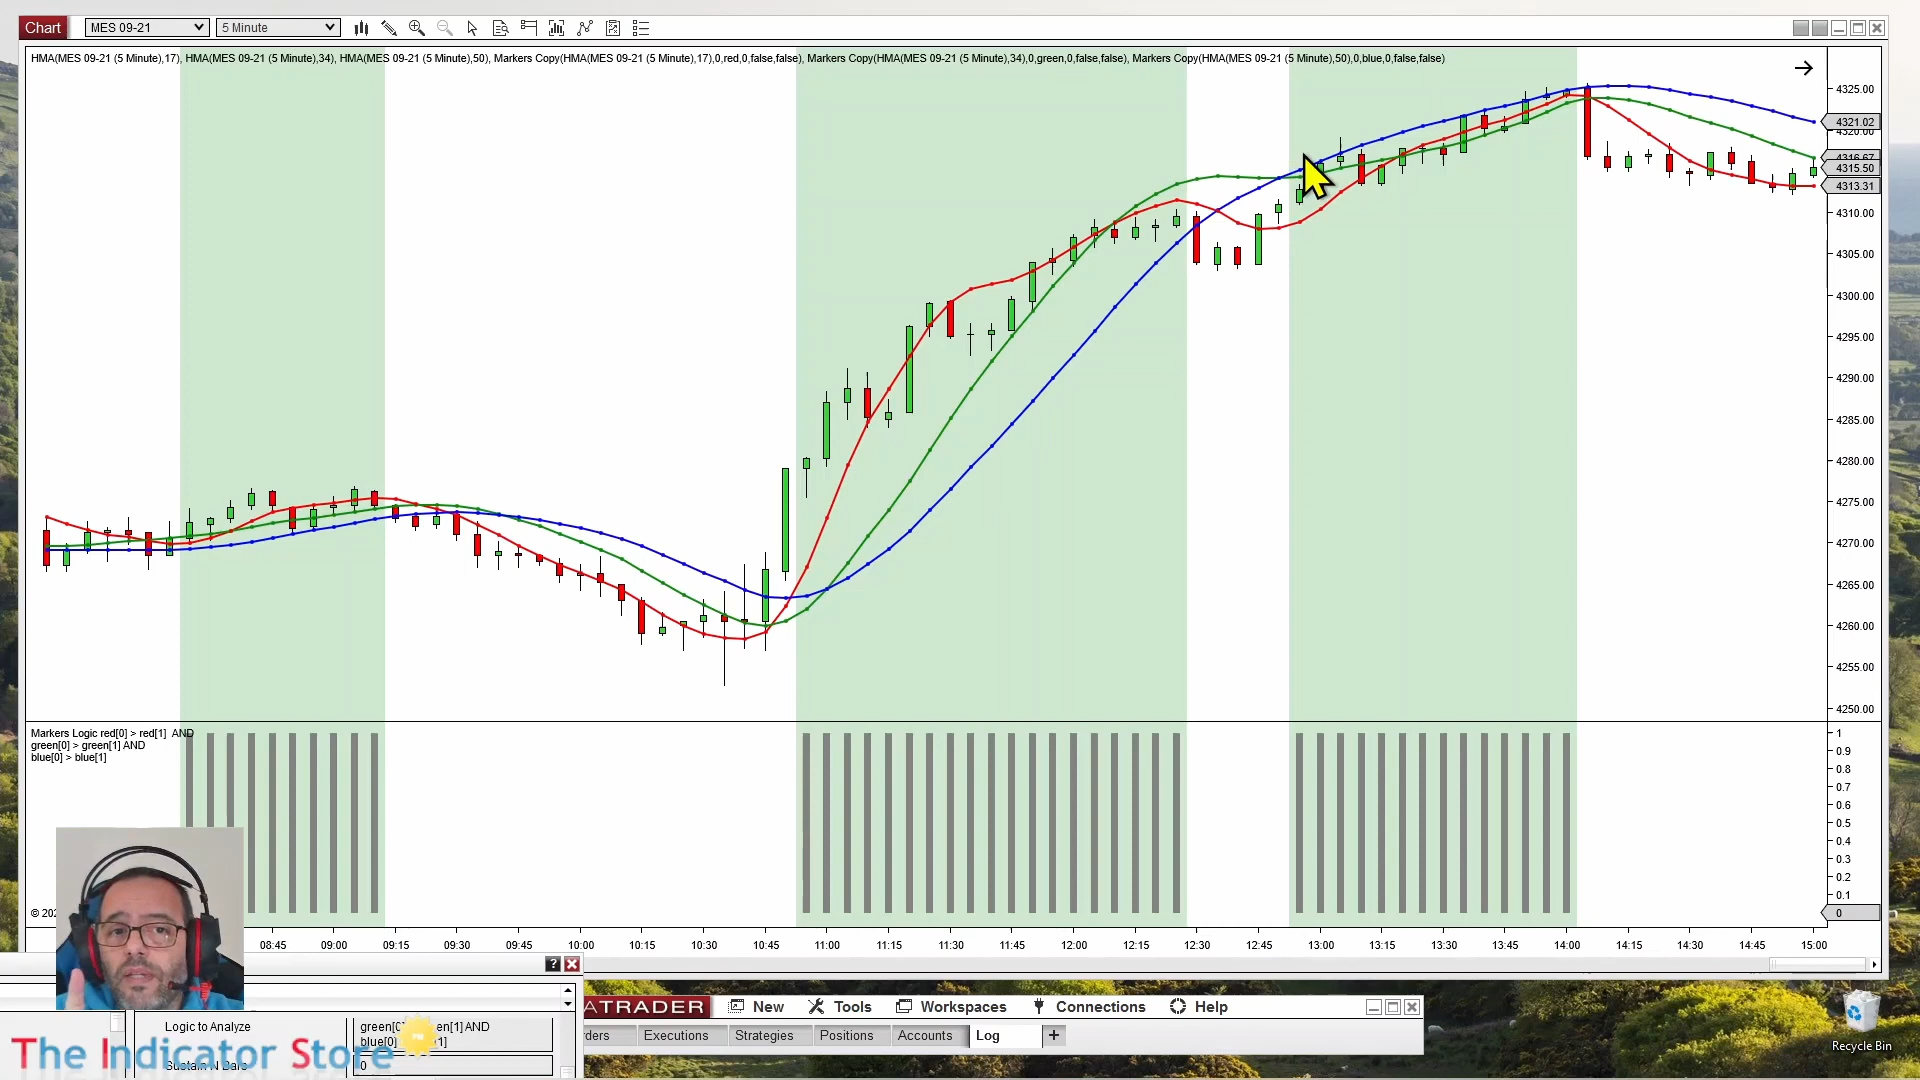 Chart
MES 09-21
5 Minute
HMA(MES 09-21 (5 Minute),17), HMA(MES 09-21 (5 Minute),34), HMA(MES 09-21 (5 Minute),50), Markers Copy(HMA(MES 09-21 (5 Minute),17),0,red,0,false,false), Markers Copy(HMA(MES 09-21 (5 Minute),34),0,green,0,false,false), Markers Copy(HMA(MES 09-21 (5 Minute),50),0,blue,0,false,false)
4325.00
4321.02
4320.00
4316.67
4315.50
4313.31
4310.00
4305.00
4300.00
4295.00
4290.00
4285.00
4280.00
4275.00
4270.00
4265.00
4260.00
4255.00
4250.00
Markers Logic red[0] > red[1] AND
green[0] > green[1] AND
blue[0] > blue[1]
1
0.9
0.8
0.7
0.6
0.5
0.4
0.3
0.2
0.1
0
08:45 09:00 09:15 09:30 09:45 10:00 10:15 10:30 10:45 11:00 11:15 11:30 11:45 12:00 12:15 12:30 12:45 13:00 13:15 13:30 13:45 14:00 14:15 14:30 14:45 15:00
?
ATRADER New Tools Workspaces Connections Help
Executions Strategies Positions Accounts Log +
Logic to Analyze
AND
blue[0]
Sustain N Bars
0
The Indicator Store
Recycle Bin